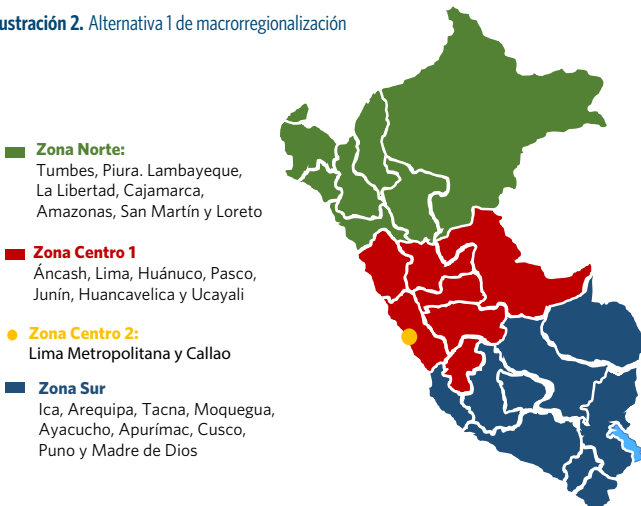 ustración 2. Alternativa 1 de macrorregionalización
Zona Norte:
Tumbes, Piura. Lambayeque,
La Libertad, Cajamarca,
Amazonas, San Martín y Loreto
Zona Centro 1
Áncash, Lima, Huánuco, Pasco,
Junín, Huancavelica y Ucayali
Zona Centro 2:
Lima Metropolitana y Callao
Zona Sur
Ica, Arequipa, Tacna, Moquegua,
Ayacucho, Apurímac, Cusco,
Puno y Madre de Dios